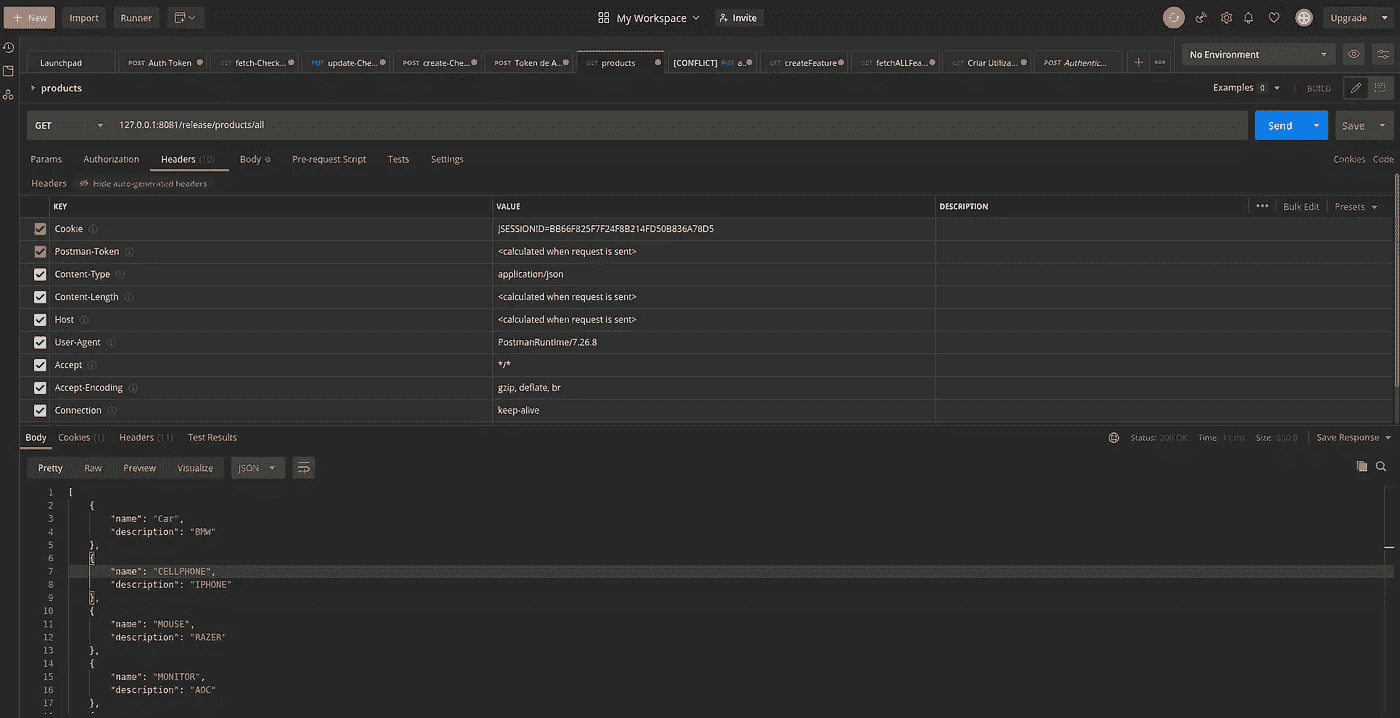 + New Import Runner My Workspace Invite Upgrade
Launchpad POST Auth Token GET fetch-Check... PUT update-Che... POST create-Che... POST Token de A... GET products [CONFLICT] PUT a... GET createFeature GET fetchALLFea... GET Criar Utiliza... POST Authentic... + ... No Environment
products Examples 0 BUILD
GET 127.0.0.1:8081/release/products/all Send Save
Params Authorization Headers (10) Body Pre-request Script Tests Settings Cookies Code
Headers Hide auto-generated headers
KEY VALUE DESCRIPTION ... Bulk Edit Presets
Cookie JSESSIONID=BB66F825F7F24F8B214FD50B836A78D5
Postman-Token <calculated when request is sent>
Content-Type application/json
Content-Length <calculated when request is sent>
Host <calculated when request is sent>
User-Agent PostmanRuntime/7.26.8
Accept */*
Accept-Encoding gzip, deflate, br
Connection keep-alive
Body Cookies (1) Headers (11) Test Results Status: 200 OK Time: 11 ms Size: 550 B Save Response
Pretty Raw Preview Visualize JSON
1 [
2 {
3 "name": "Car",
4 "description": "BMW"
5 },
6 {
7 "name": "CELLPHONE",
8 "description": "IPHONE"
9 },
10 {
11 "name": "MOUSE",
12 "description": "RAZER"
13 },
14 {
15 "name": "MONITOR",
16 "description": "AOC"
17 },